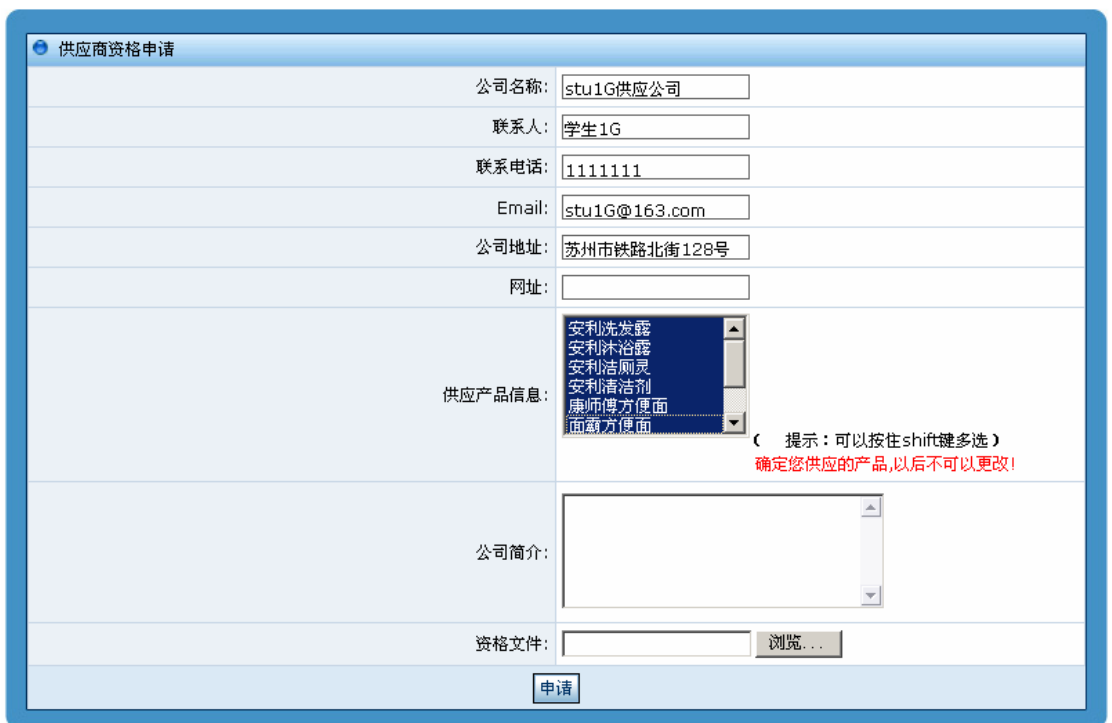 供应商资格申请
公司名称: stu1G供应公司
联系人: 学生1G
联系电话: 1111111
Email: stu1G@163.com
公司地址: 苏州市铁路北街128号
网址:
供应产品信息:
安利洗发露
安利沐浴露
安利洁厕灵
安利清洁剂
康师傅方便面
面霸方便面
( 提示：可以按住shift键多选)
确定您供应的产品,以后不可以更改!
公司简介:
资格文件: 浏览...
申请